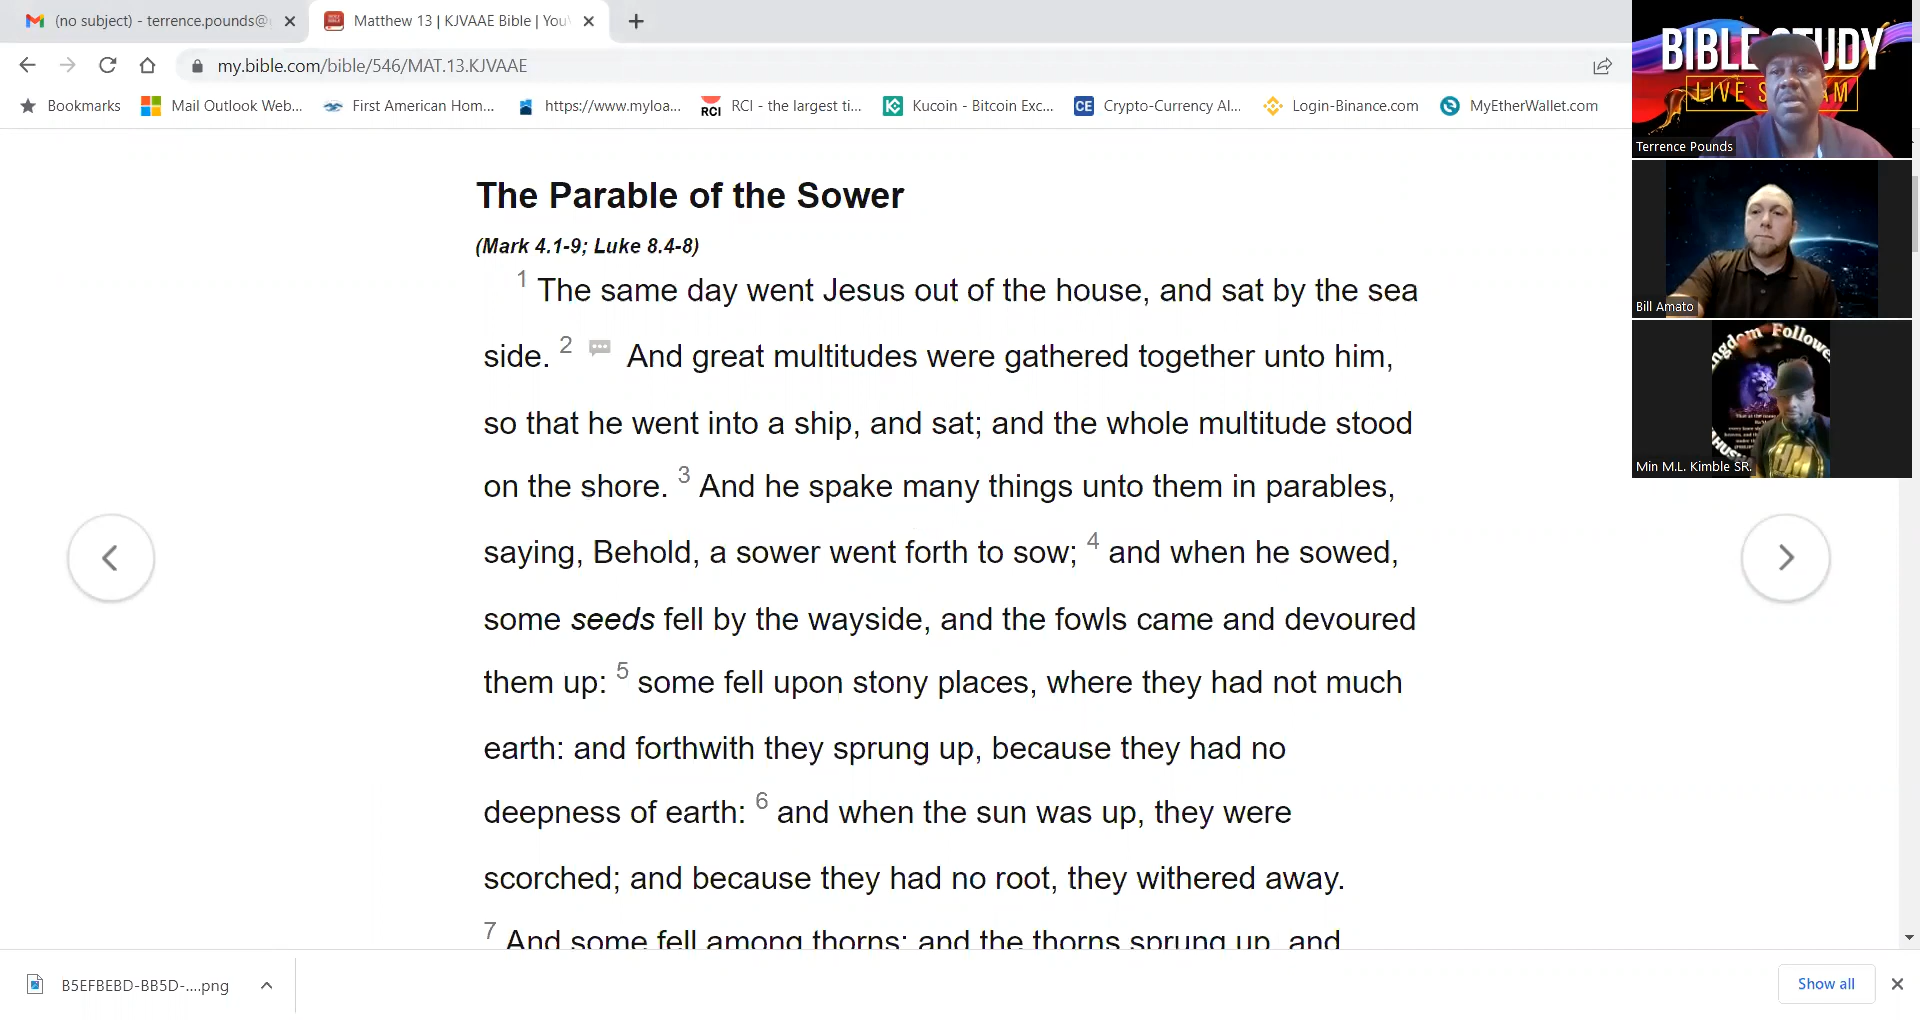 (no subject) - terrence.pounds@
Matthew 13 | KJVAAE Bible | You
my.bible.com/bible/546/MAT.13.KJVAAE
Bookmarks
Mail Outlook Web...
First American Hom...
https://www.myloa...
RCI
RCI - the largest ti...
Kucoin - Bitcoin Exc...
CE
Crypto-Currency Al...
Login-Binance.com
MyEtherWallet.com
The Parable of the Sower
(Mark 4.1-9; Luke 8.4-8)
1 The same day went Jesus out of the house, and sat by the sea
side. 2 And great multitudes were gathered together unto him,
so that he went into a ship, and sat; and the whole multitude stood
on the shore. 3 And he spake many things unto them in parables,
saying, Behold, a sower went forth to sow; 4 and when he sowed,
some seeds fell by the wayside, and the fowls came and devoured
them up: 5 some fell upon stony places, where they had not much
earth: and forthwith they sprung up, because they had no
deepness of earth: 6 and when the sun was up, they were
scorched; and because they had no root, they withered away.
7 And some fell among thorns; and the thorns sprung up, and
BIBLE S UDY
LIVE S AM
Terrence Pounds
Bill Amato
ngdom Followe
Min M.L. Kimble SR.
B5EFBEBD-BB5D-....png
Show all